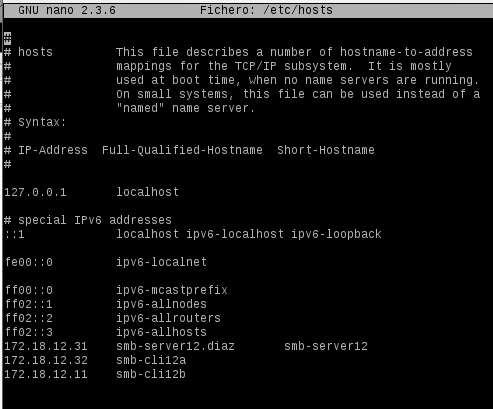 GNU nano 2.3.6 Fichero: /etc/hosts
#
# hosts This file describes a number of hostname-to-address
# mappings for the TCP/IP subsystem. It is mostly
# used at boot time, when no name servers are running.
# On small systems, this file can be used instead of a
# "named" name server.
# Syntax:
#
# IP-Address Full-Qualified-Hostname Short-Hostname
#
127.0.0.1 localhost
# special IPv6 addresses
::1 localhost ipv6-localhost ipv6-loopback
fe00::0 ipv6-localnet
ff00::0 ipv6-mcastprefix
ff02::1 ipv6-allnodes
ff02::2 ipv6-allrouters
ff02::3 ipv6-allhosts
172.18.12.31 smb-server12.diaz smb-server12
172.18.12.32 smb-cli12a
172.18.12.11 smb-cli12b